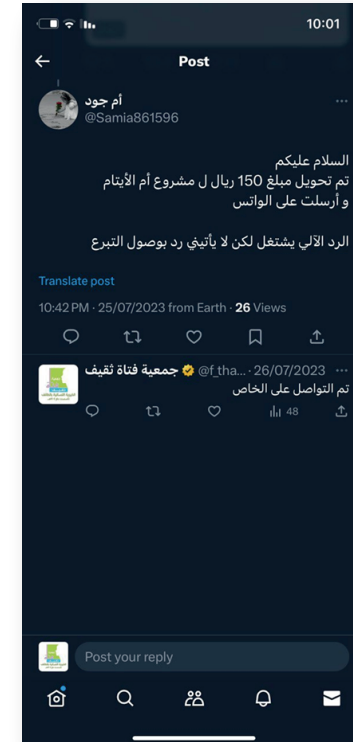 10:01
Post
أم جود
@Samia861596
السلام عليكم
تم تحويل مبلغ 150 ريال ل مشروع أم الأيتام
و أرسلت على الواتس
الرد الآلي يشتغل لكن لا يأتيني رد بوصول التبرع
Translate post
10:42 PM · 25/07/2023 from Earth · 26 Views
جمعية فتاة ثقيف @f_tha... · 26/07/2023
تم التواصل على الخاص
48
Post your reply